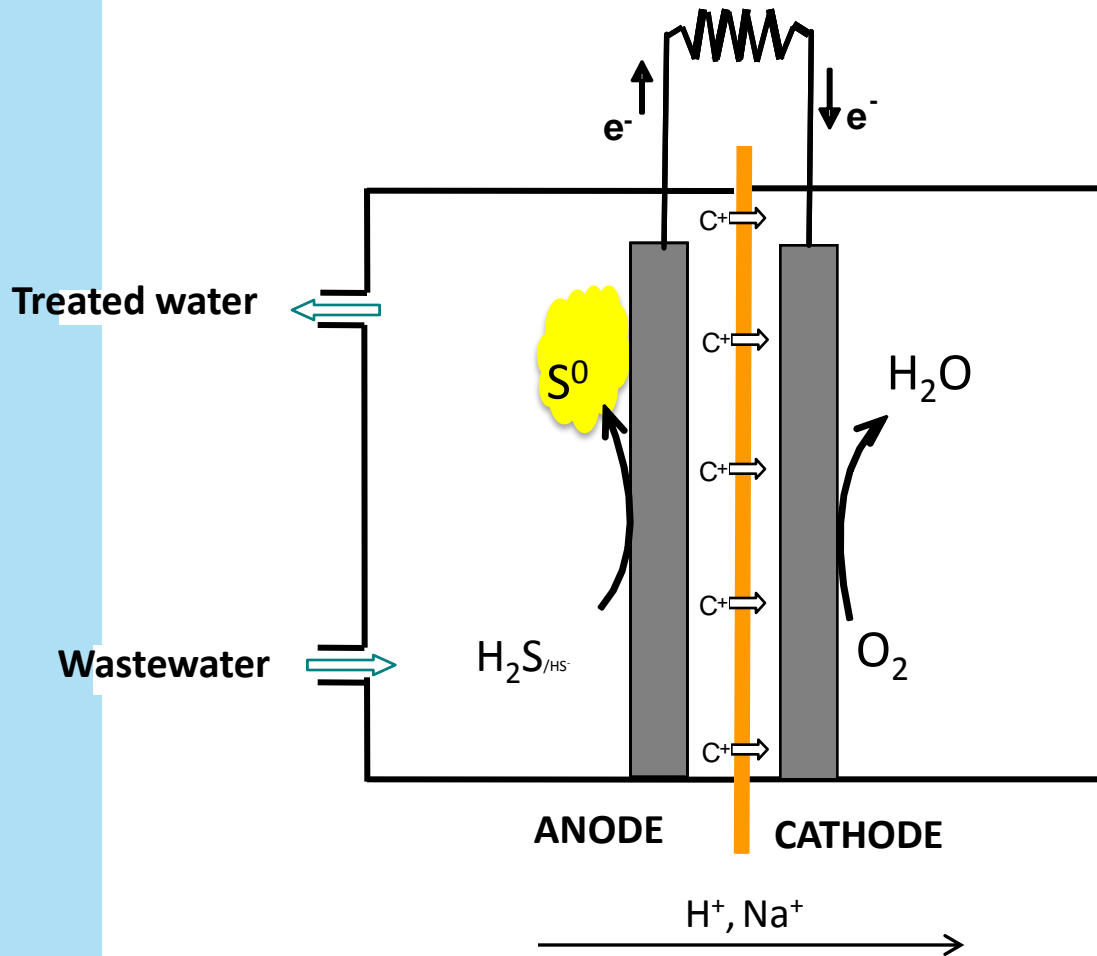 e⁻
e⁻
C⁺
Treated water
C⁺
S⁰
H₂O
C⁺
C⁺
Wastewater
H₂S/HS⁻
O₂
C⁺
ANODE
CATHODE
H⁺, Na⁺